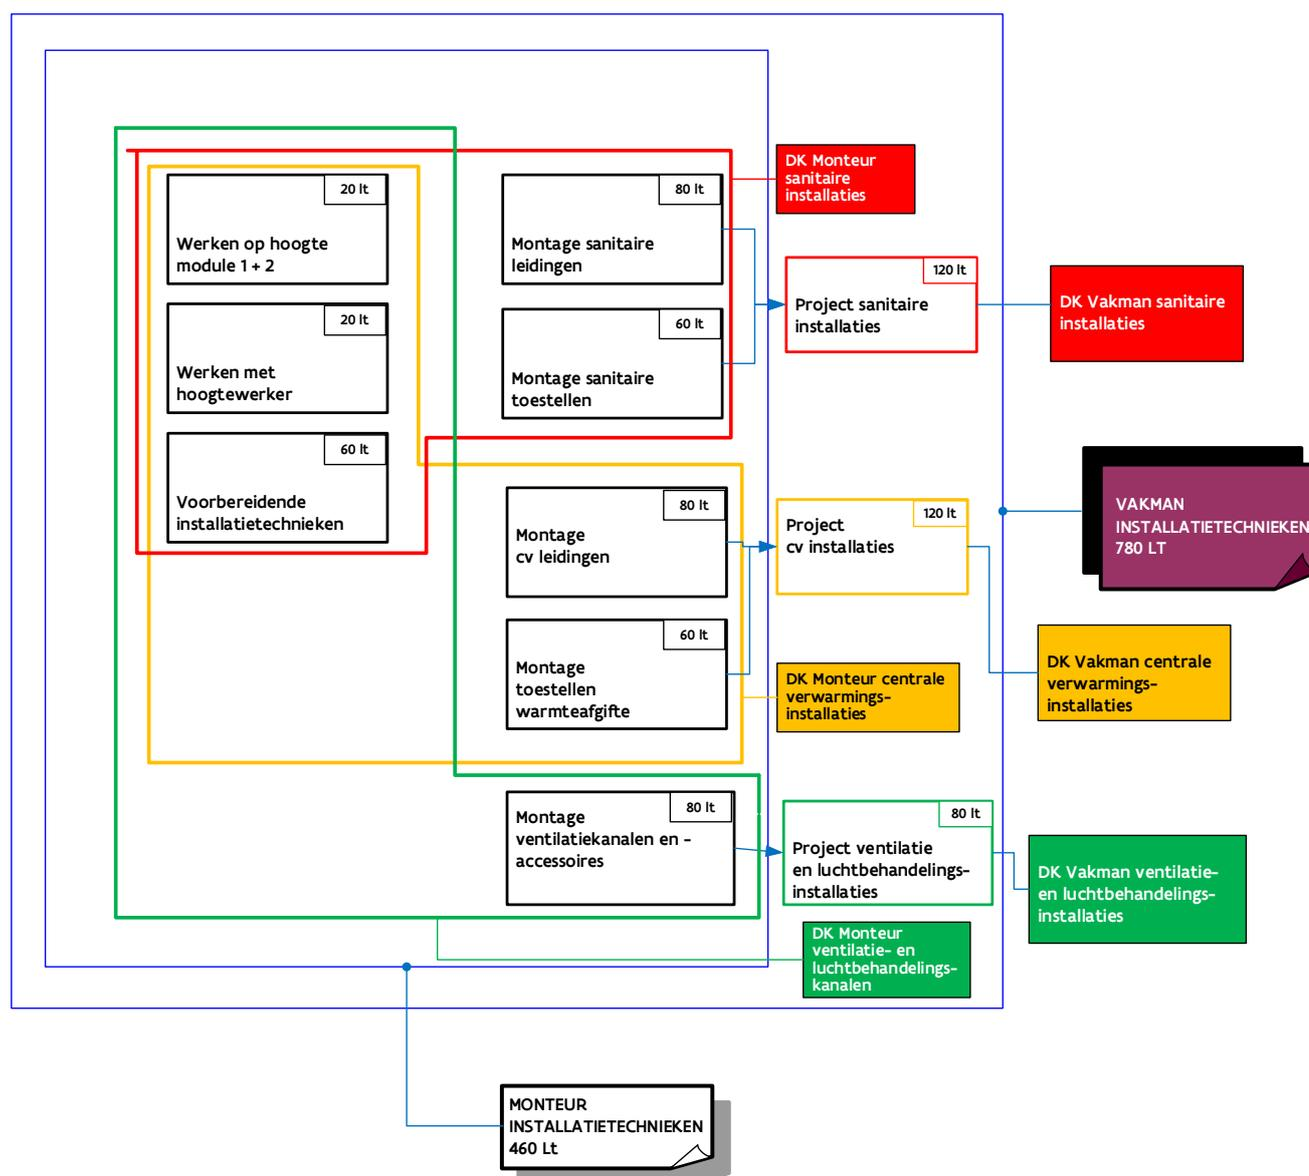 20 lt
Werken op hoogte
module 1 + 2
20 lt
Werken met
hoogtewerker
60 lt
Voorbereidende
installatietechnieken
80 lt
Montage sanitaire
leidingen
60 lt
Montage sanitaire
toestellen
DK Monteur
sanitaire
installaties
120 lt
Project sanitaire
installaties
DK Vakman sanitaire
installaties
80 lt
Montage
cv leidingen
60 lt
Montage
toestellen
warmteafgifte
120 lt
Project
cv installaties
VAKMAN
INSTALLATIETECHNIEKEN
780 LT
DK Monteur centrale
verwarmings-
installaties
DK Vakman centrale
verwarmings-
installaties
80 lt
Montage
ventilatiekanalen en -
accessoires
80 lt
Project ventilatie
en luchtbehandelings-
installaties
DK Vakman ventilatie-
en luchtbehandelings-
installaties
DK Monteur
ventilatie- en
luchtbehandelings-
kanalen
MONTEUR
INSTALLATIETECHNIEKEN
460 Lt